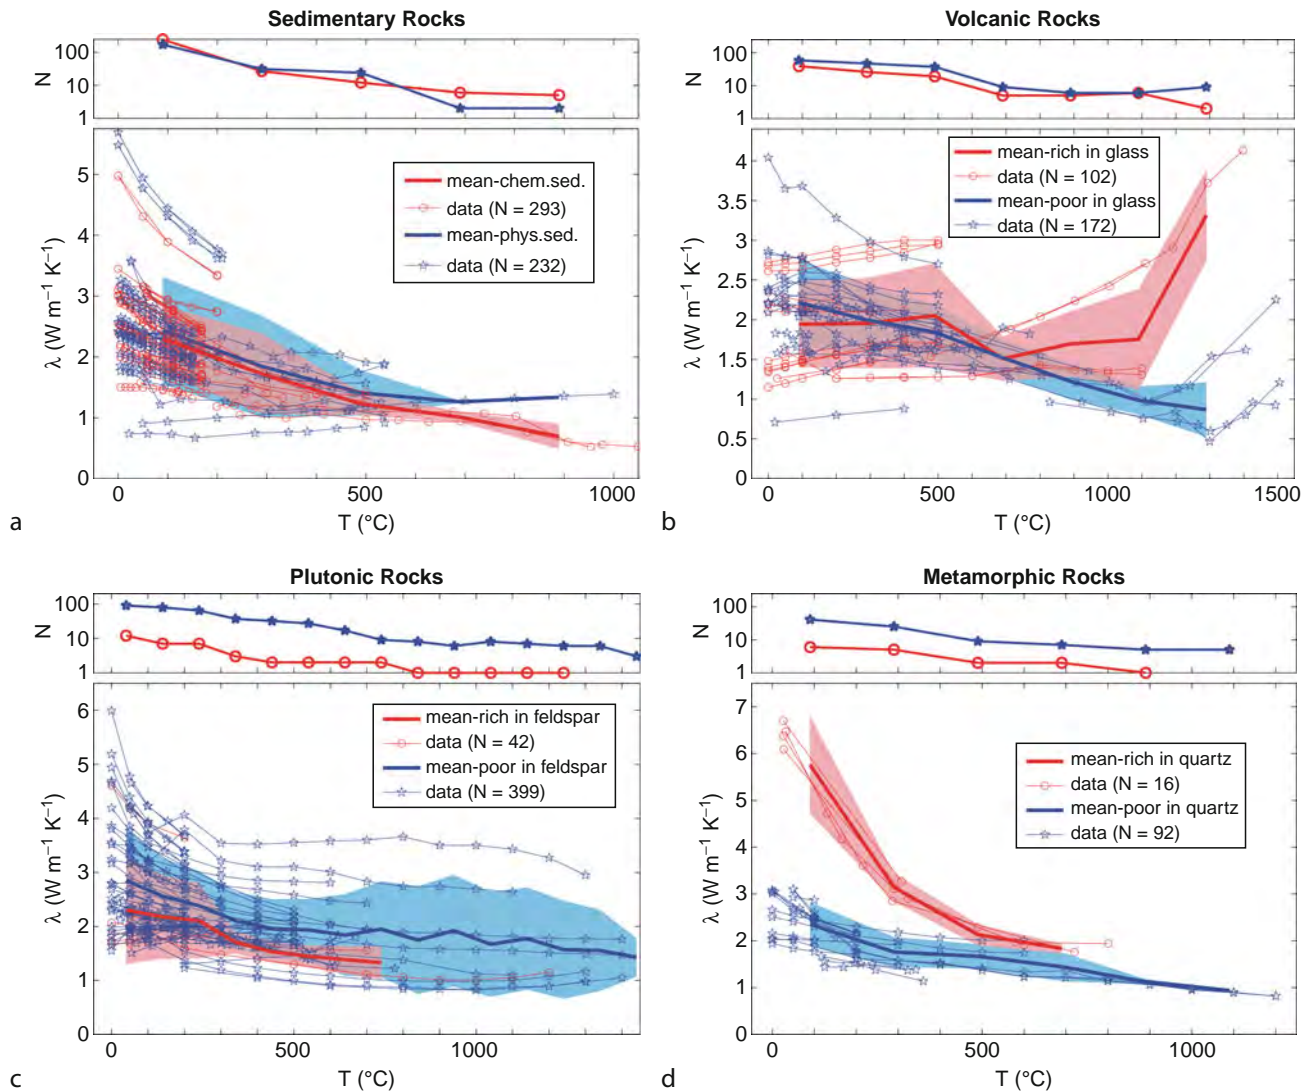 Sedimentary Rocks
100
10
1
N
5
4
3
2
1
0
λ (W m⁻¹ K⁻¹)
mean-chem.sed.
data (N = 293)
mean-phys.sed.
data (N = 232)
0 500 1000
T (°C)
a
Volcanic Rocks
100
10
1
N
4
3.5
3
2.5
2
1.5
1
0.5
0
λ (W m⁻¹ K⁻¹)
mean-rich in glass
data (N = 102)
mean-poor in glass
data (N = 172)
0 500 1000 1500
T (°C)
b
Plutonic Rocks
100
10
1
N
6
5
4
3
2
1
0
λ (W m⁻¹ K⁻¹)
mean-rich in feldspar
data (N = 42)
mean-poor in feldspar
data (N = 399)
0 500 1000
T (°C)
c
Metamorphic Rocks
100
10
1
N
7
6
5
4
3
2
1
0
λ (W m⁻¹ K⁻¹)
mean-rich in quartz
data (N = 16)
mean-poor in quartz
data (N = 92)
0 500 1000
T (°C)
d